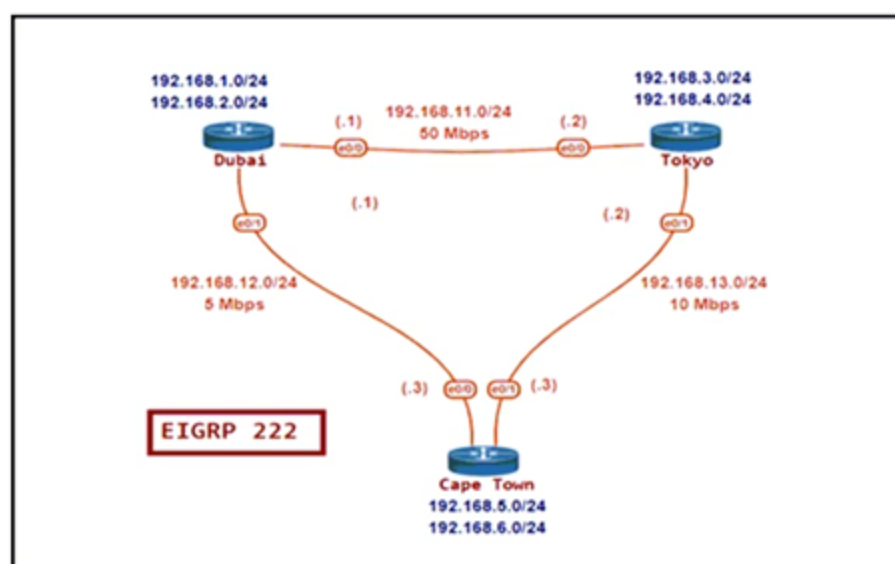 192.168.1.0/24
192.168.2.0/24
192.168.3.0/24
192.168.4.0/24
192.168.11.0/24
50 Mbps
(.1)
(.2)
e0/0
e0/0
Dubai
Tokyo
(.1)
(.2)
e0/1
e0/1
192.168.12.0/24
5 Mbps
192.168.13.0/24
10 Mbps
(.3)
e0/0
e0/1
(.3)
EIGRP 222
Cape Town
192.168.5.0/24
192.168.6.0/24